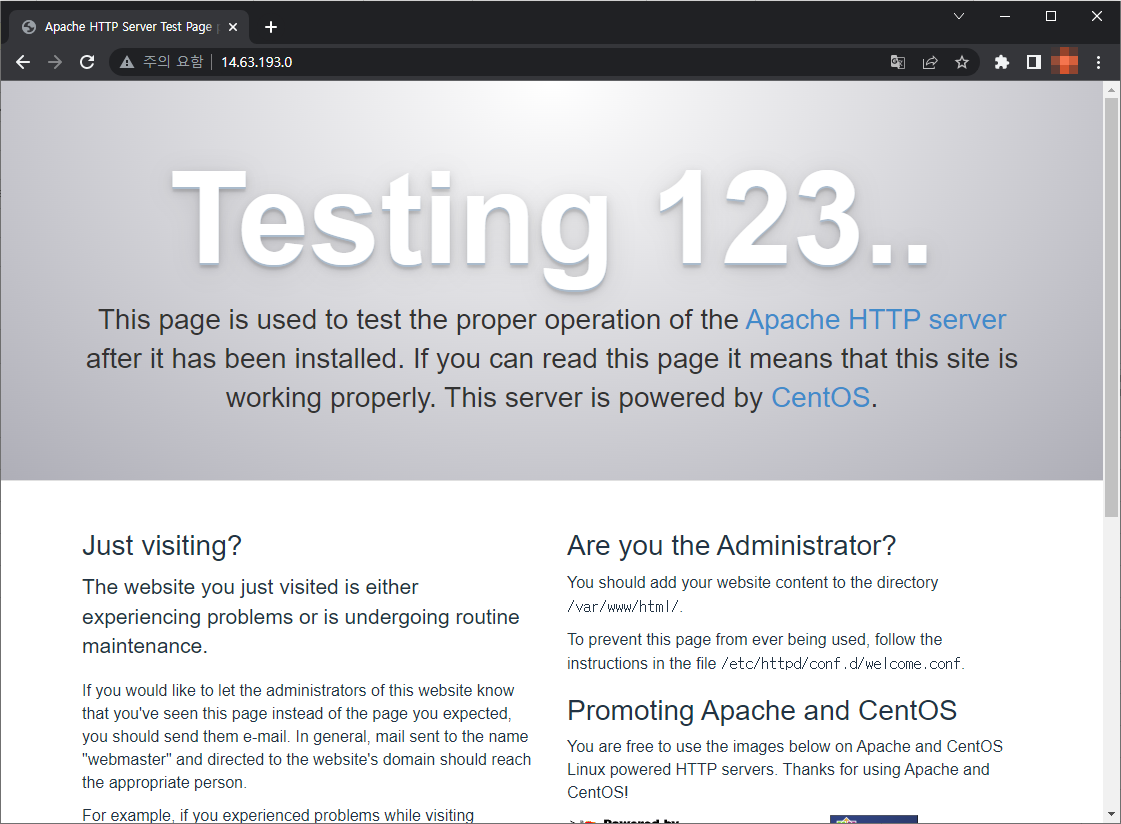 Apache HTTP Server Test Page
주의 요함
14.63.193.0
Testing 123..
This page is used to test the proper operation of the Apache HTTP server
after it has been installed. If you can read this page it means that this site is
working properly. This server is powered by CentOS.
Just visiting?
The website you just visited is either
experiencing problems or is undergoing routine
maintenance.
If you would like to let the administrators of this website know
that you've seen this page instead of the page you expected,
you should send them e-mail. In general, mail sent to the name
"webmaster" and directed to the website's domain should reach
the appropriate person.
For example, if you experienced problems while visiting
Are you the Administrator?
You should add your website content to the directory
/var/www/html/.
To prevent this page from ever being used, follow the
instructions in the file /etc/httpd/conf.d/welcome.conf.
Promoting Apache and CentOS
You are free to use the images below on Apache and CentOS
Linux powered HTTP servers. Thanks for using Apache and
CentOS!
Powered by